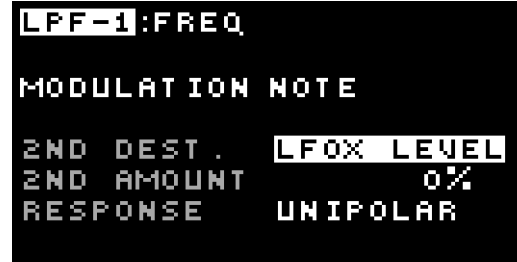 LPF-1:FREQ
MODULATION NOTE
2ND DEST. LFOX LEVEL
2ND AMOUNT 0%
RESPONSE UNIPOLAR